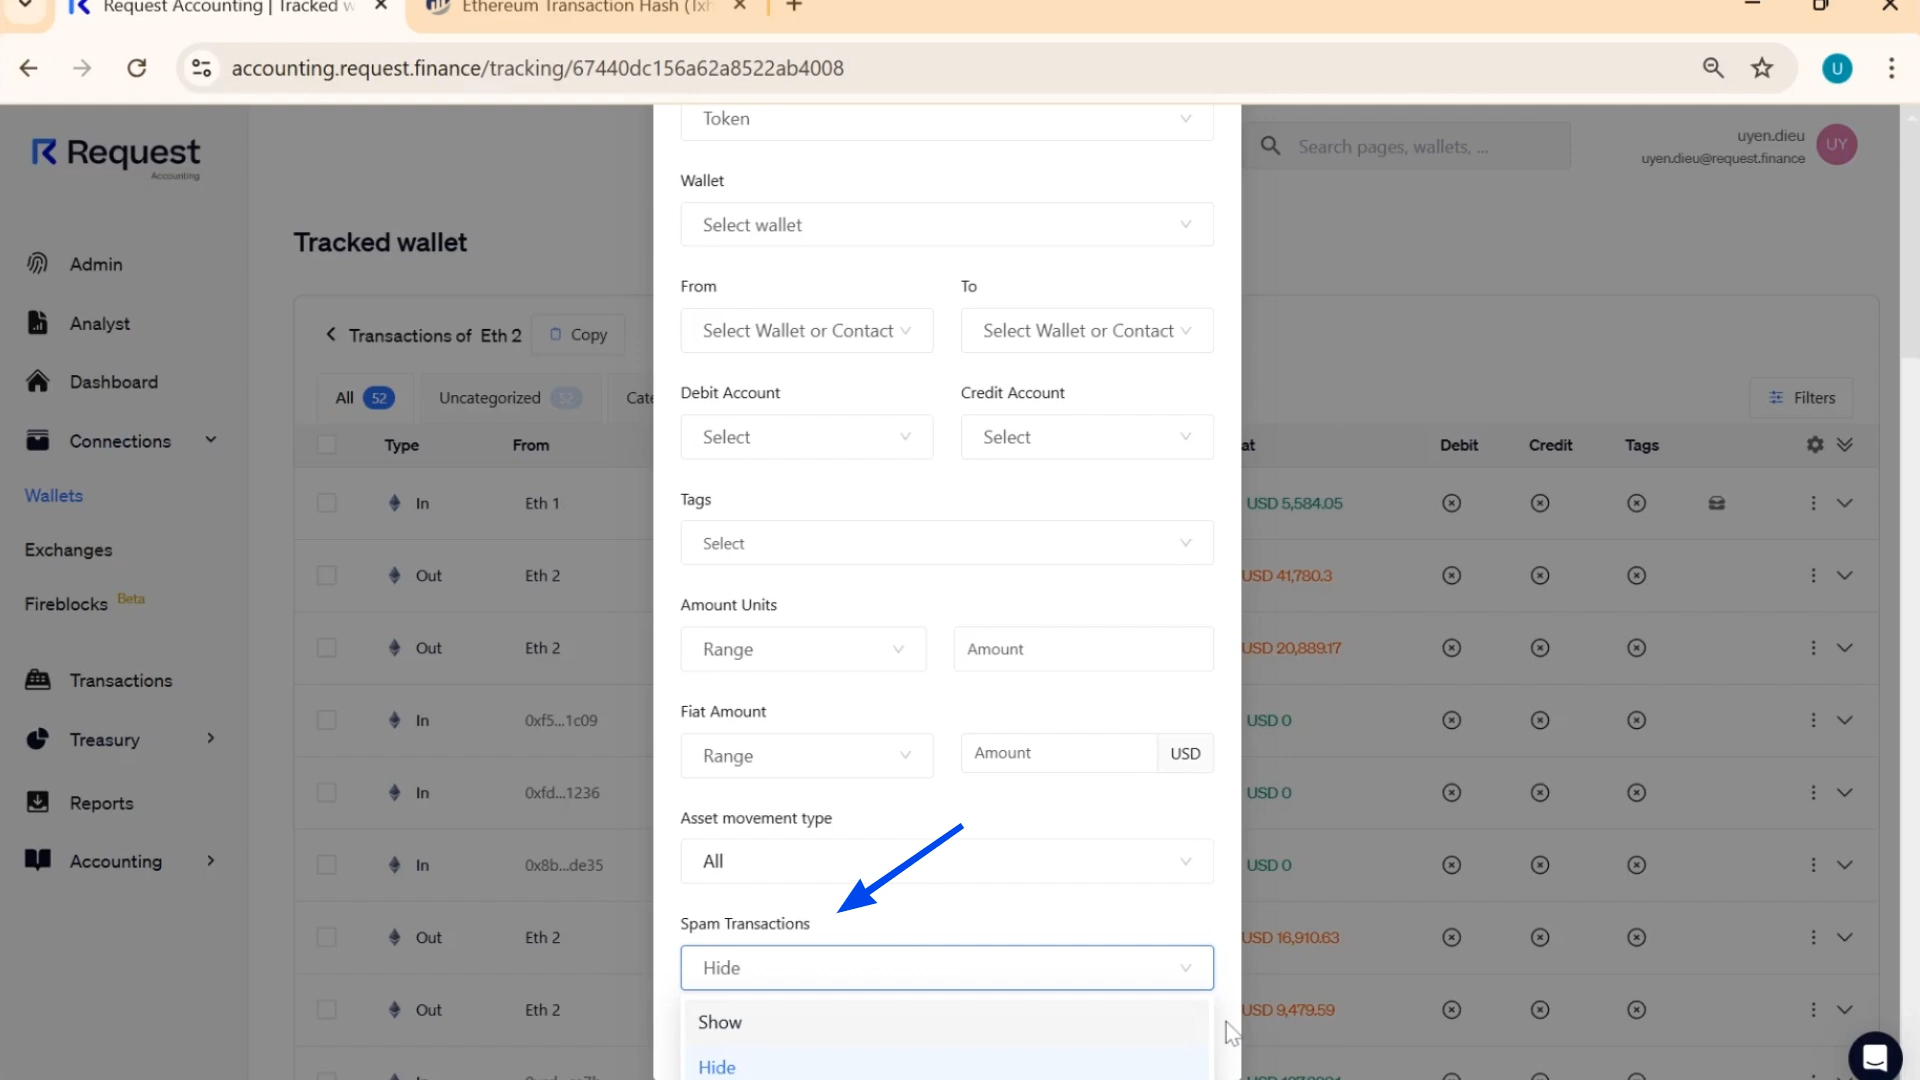 Request Accounting | Tracked w
Ethereum Transaction Hash (Txh
accounting.request.finance/tracking/67440dc156a62a8522ab4008
U
Request
Accounting
Admin
Analyst
Dashboard
Connections
Wallets
Exchanges
Fireblocks Beta
Transactions
Treasury
Reports
Accounting
Search pages, wallets, ...
uyen.dieu
uyen.dieu@request.finance
UY
Tracked wallet
Transactions of Eth 2
Copy
All 52
Uncategorized 52
Cate
Filters
Type From at Debit Credit Tags
In Eth 1 USD 5,584.05
Out Eth 2 USD 41,780.3
Out Eth 2 USD 20,889.17
In 0xf5...1c09 USD 0
In 0xfd...1236 USD 0
In 0x8b...de35 USD 0
Out Eth 2 USD 16,910.63
Out Eth 2 USD 9,479.59
Token
Wallet
Select wallet
From To
Select Wallet or Contact Select Wallet or Contact
Debit Account Credit Account
Select Select
Tags
Select
Amount Units
Range Amount
Fiat Amount
Range Amount USD
Asset movement type
All
Spam Transactions
Hide
Show
Hide